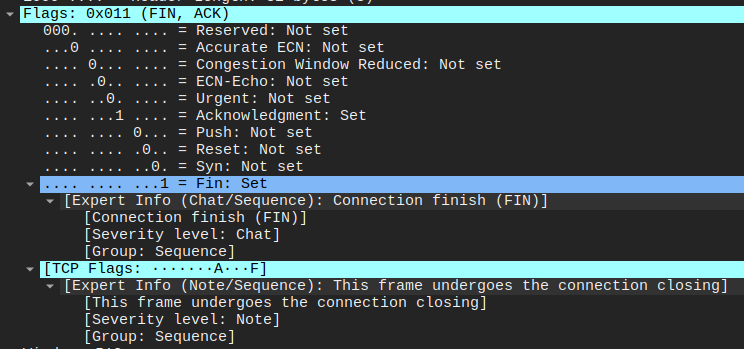 Flags: 0x011 (FIN, ACK)
000. .... .... = Reserved: Not set
...0 .... .... = Accurate ECN: Not set
.... 0... .... = Congestion Window Reduced: Not set
.... .0.. .... = ECN-Echo: Not set
.... ..0. .... = Urgent: Not set
.... ...1 .... = Acknowledgment: Set
.... .... 0... = Push: Not set
.... .... .0.. = Reset: Not set
.... .... ..0. = Syn: Not set
.... .... ...1 = Fin: Set
[Expert Info (Chat/Sequence): Connection finish (FIN)]
[Connection finish (FIN)]
[Severity level: Chat]
[Group: Sequence]
[TCP Flags: ·······A···F]
[Expert Info (Note/Sequence): This frame undergoes the connection closing]
[This frame undergoes the connection closing]
[Severity level: Note]
[Group: Sequence]